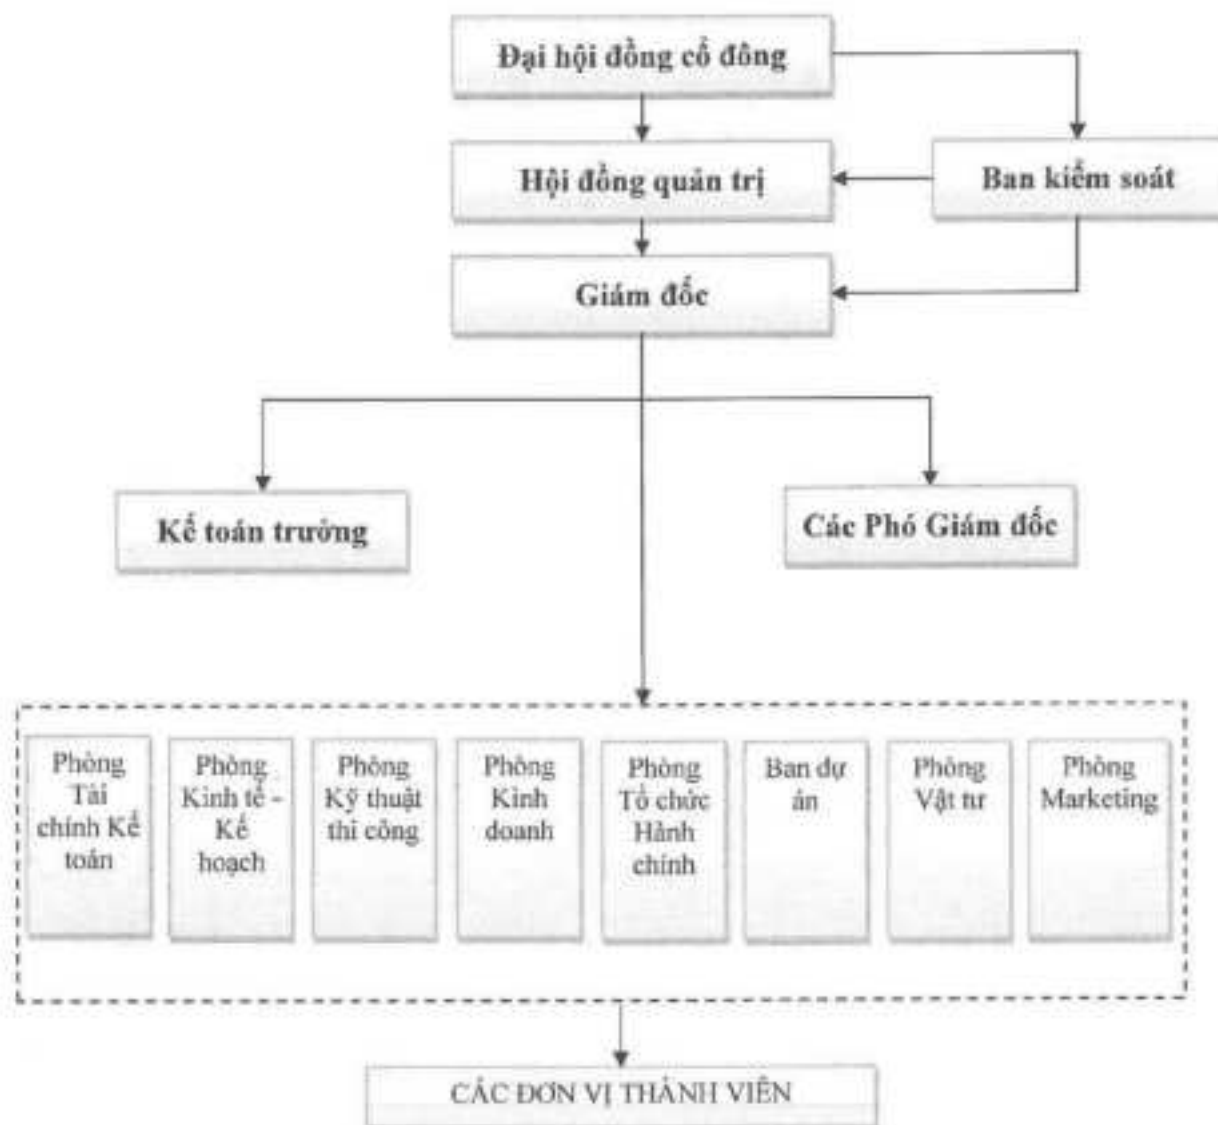 Đại hội đồng cổ đông
Hội đồng quản trị
Ban kiểm soát
Giám đốc
Kế toán trưởng
Các Phó Giám đốc
Phòng
Tài
chính Kế
toán
Phòng
Kinh tế -
Kế
hoạch
Phòng
Kỹ thuật
thi công
Phòng
Kinh
doanh
Phòng
Tổ chức
Hành
chính
Ban dự
án
Phòng
Vật tư
Phòng
Marketing
CÁC ĐƠN VỊ THÀNH VIÊN